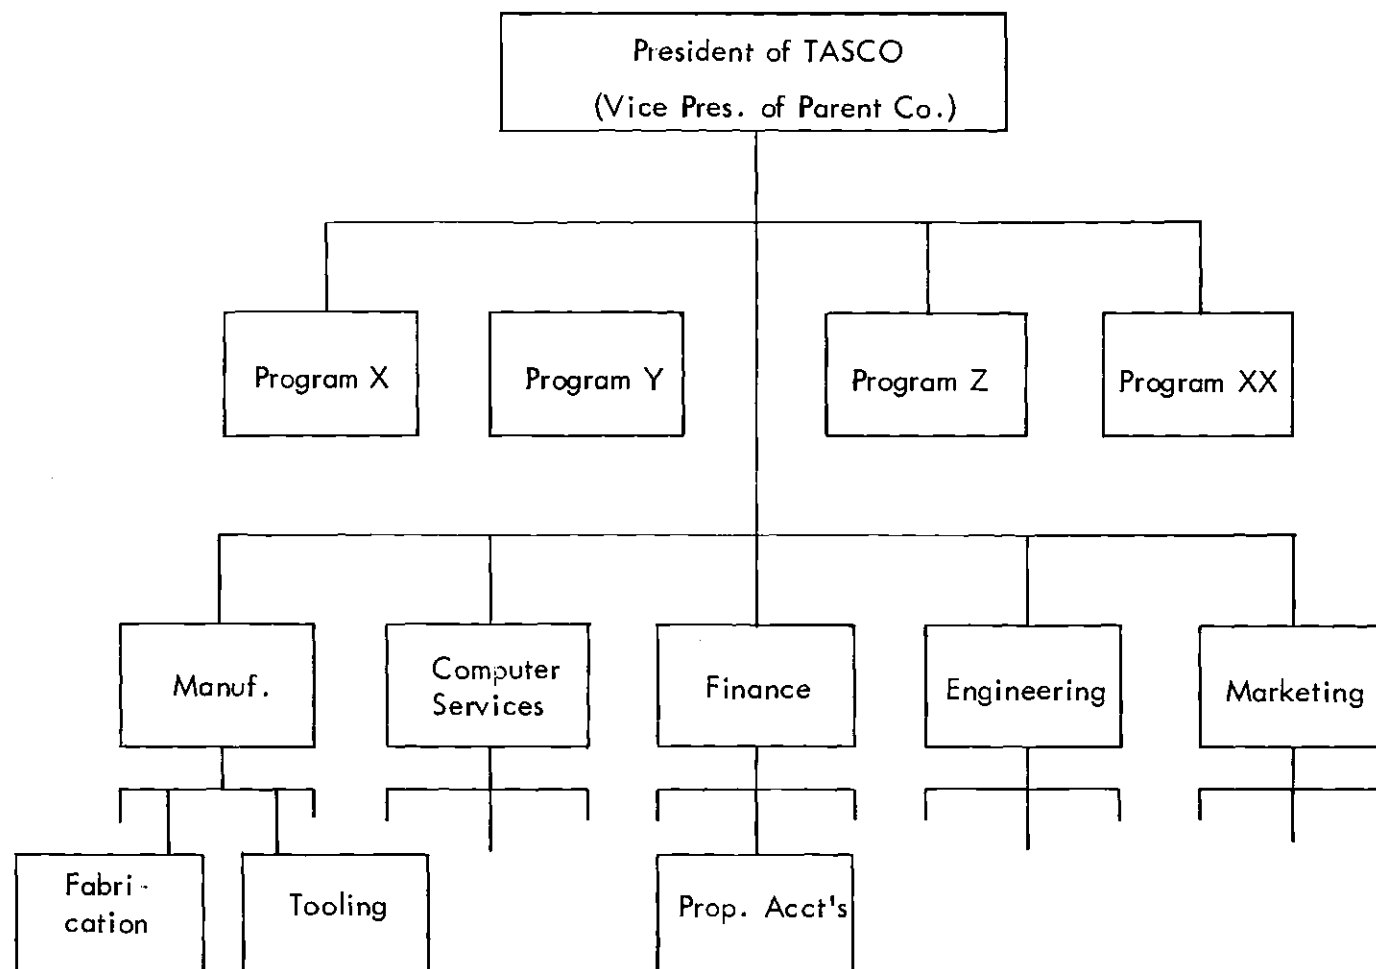 President of TASCO
(Vice Pres. of Parent Co.)
Program X
Program Y
Program Z
Program XX
Manuf.
Computer
Services
Finance
Engineering
Marketing
Fabri-
cation
Tooling
Prop. Acct's